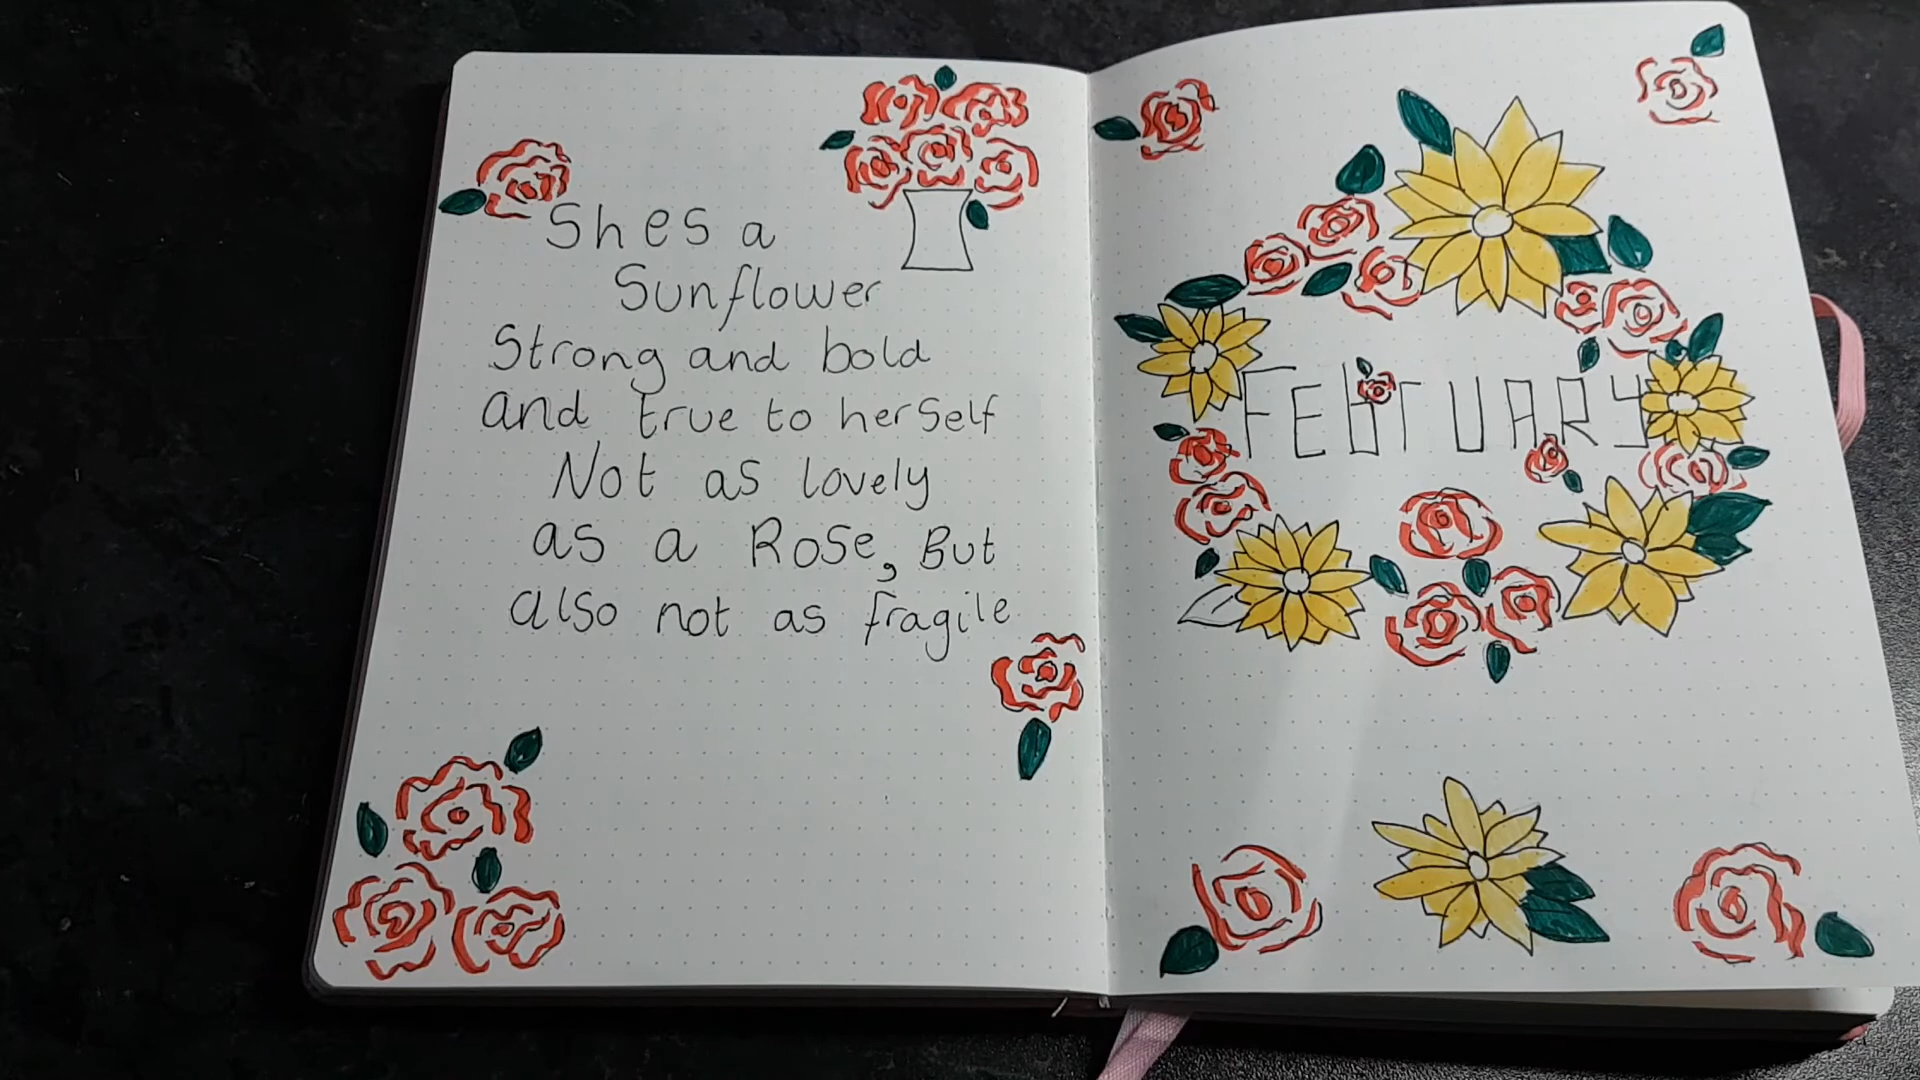 Shes a
Sunflower
Strong and bold
and true to herself
Not as lovely
as a Rose, But
also not as fragile
FEbrUARY